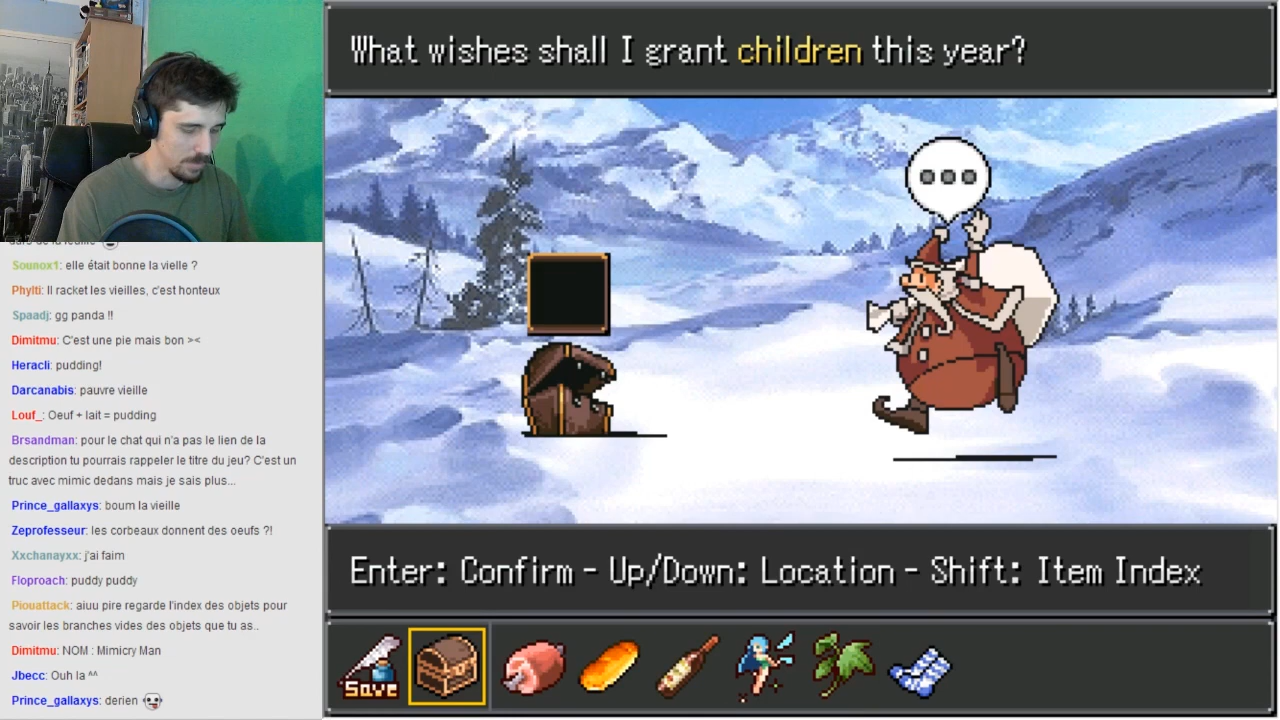 What wishes shall I grant children this year?
Sounox1: elle était bonne la vielle ?
Phylti: Il racket les vieilles, c'est honteux
Spaadj: gg panda !!
Dimitmu: C'est une pie mais bon ><
Heracli: pudding!
Darcanabis: pauvre vieille
Louf_: Oeuf + lait = pudding
Brsandman: pour le chat qui n'a pas le lien de la
description tu pourrais rappeler le titre du jeu? C'est un
truc avec mimic dedans mais je sais plus...
Prince_gallaxys: boum la vieille
Zeprofesseur: les corbeaux donnent des oeufs ?!
Xxchanayxx: j'ai faim
Floproach: puddy puddy
Piouattack: aiuu pire regarde l'index des objets pour
savoir les branches vides des objets que tu as..
Dimitmu: NOM : Mimicry Man
Jbecc: Ouh la ^^
Prince_gallaxys: derien
Enter: Confirm - Up/Down: Location - Shift: Item Index
Save